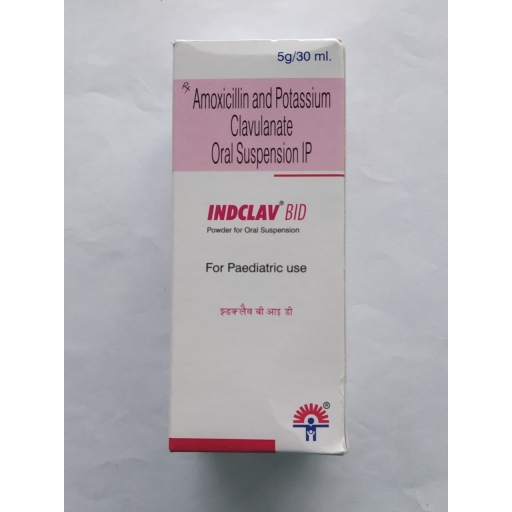 5g/30 ml.
Rx Amoxicillin and Potassium
Clavulanate
Oral Suspension IP
INDCLAV® BID
Powder for Oral Suspension
For Paediatric use
इन्डक्लैव बी आइ डी
®